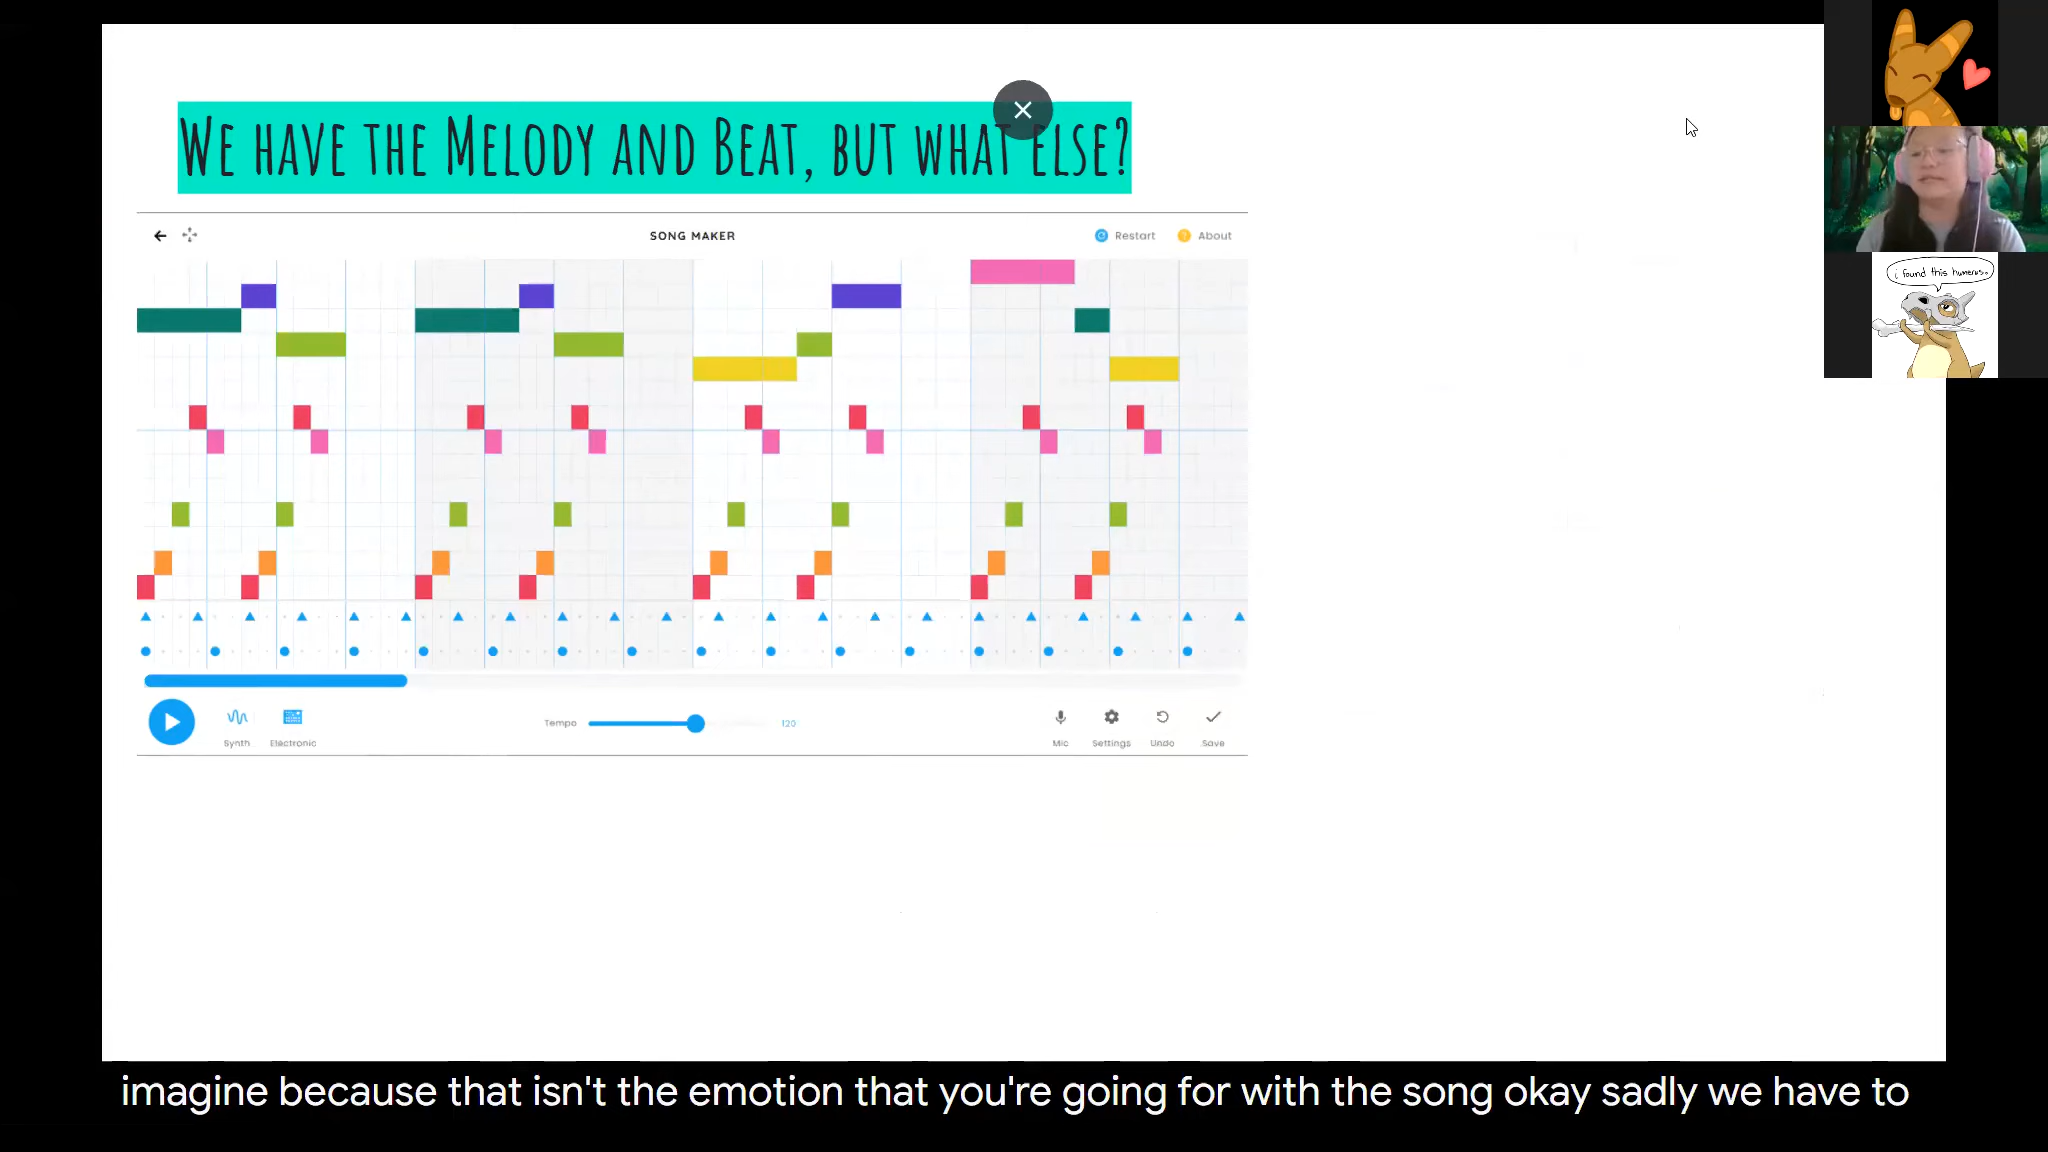 We have the Melody and Beat, but what else?
SONG MAKER
Restart
About
i found this humerus.
Tempo
120
Synth
Electronic
Mic
Settings
Undo
Save
imagine because that isn't the emotion that you're going for with the song okay sadly we have to